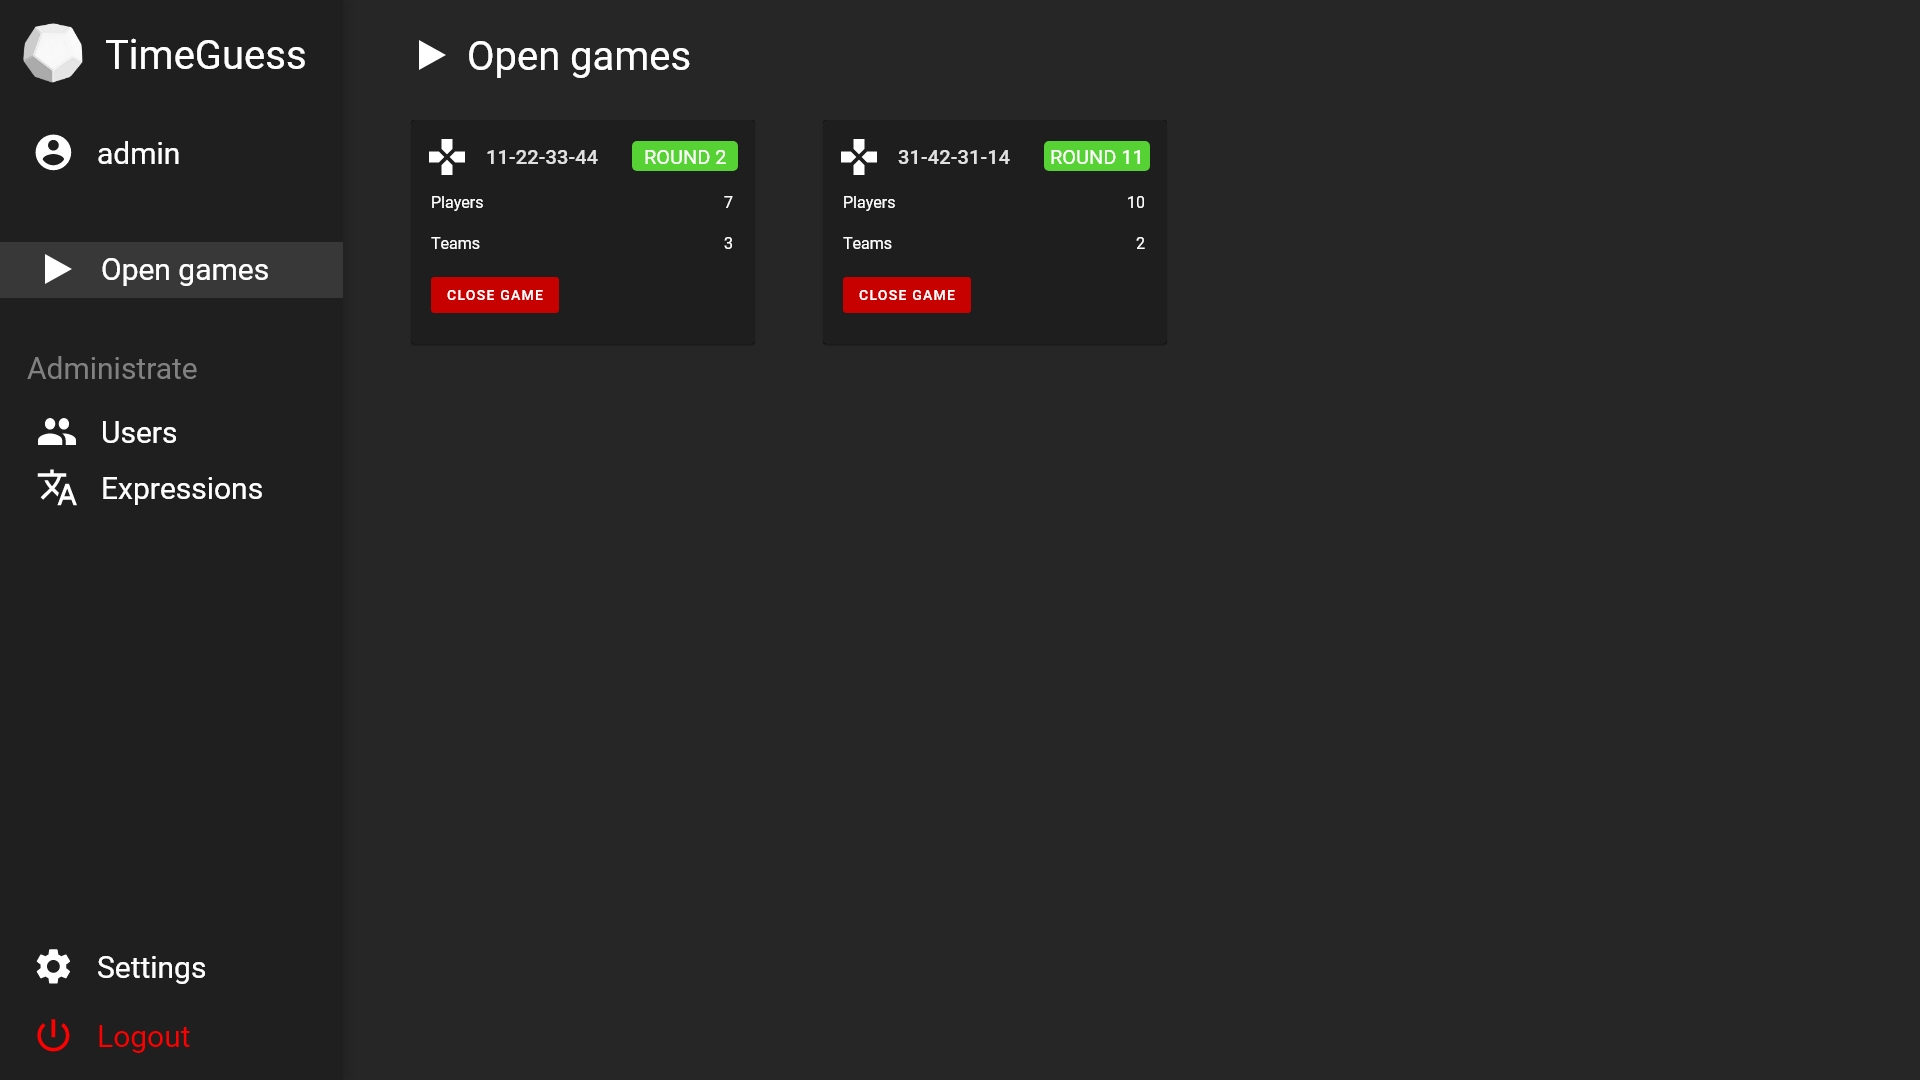 TimeGuess
admin
Open games
Administrate
Users
Expressions
Settings
Logout
Open games
11-22-33-44 ROUND 2
Players 7
Teams 3
CLOSE GAME
31-42-31-14 ROUND 11
Players 10
Teams 2
CLOSE GAME